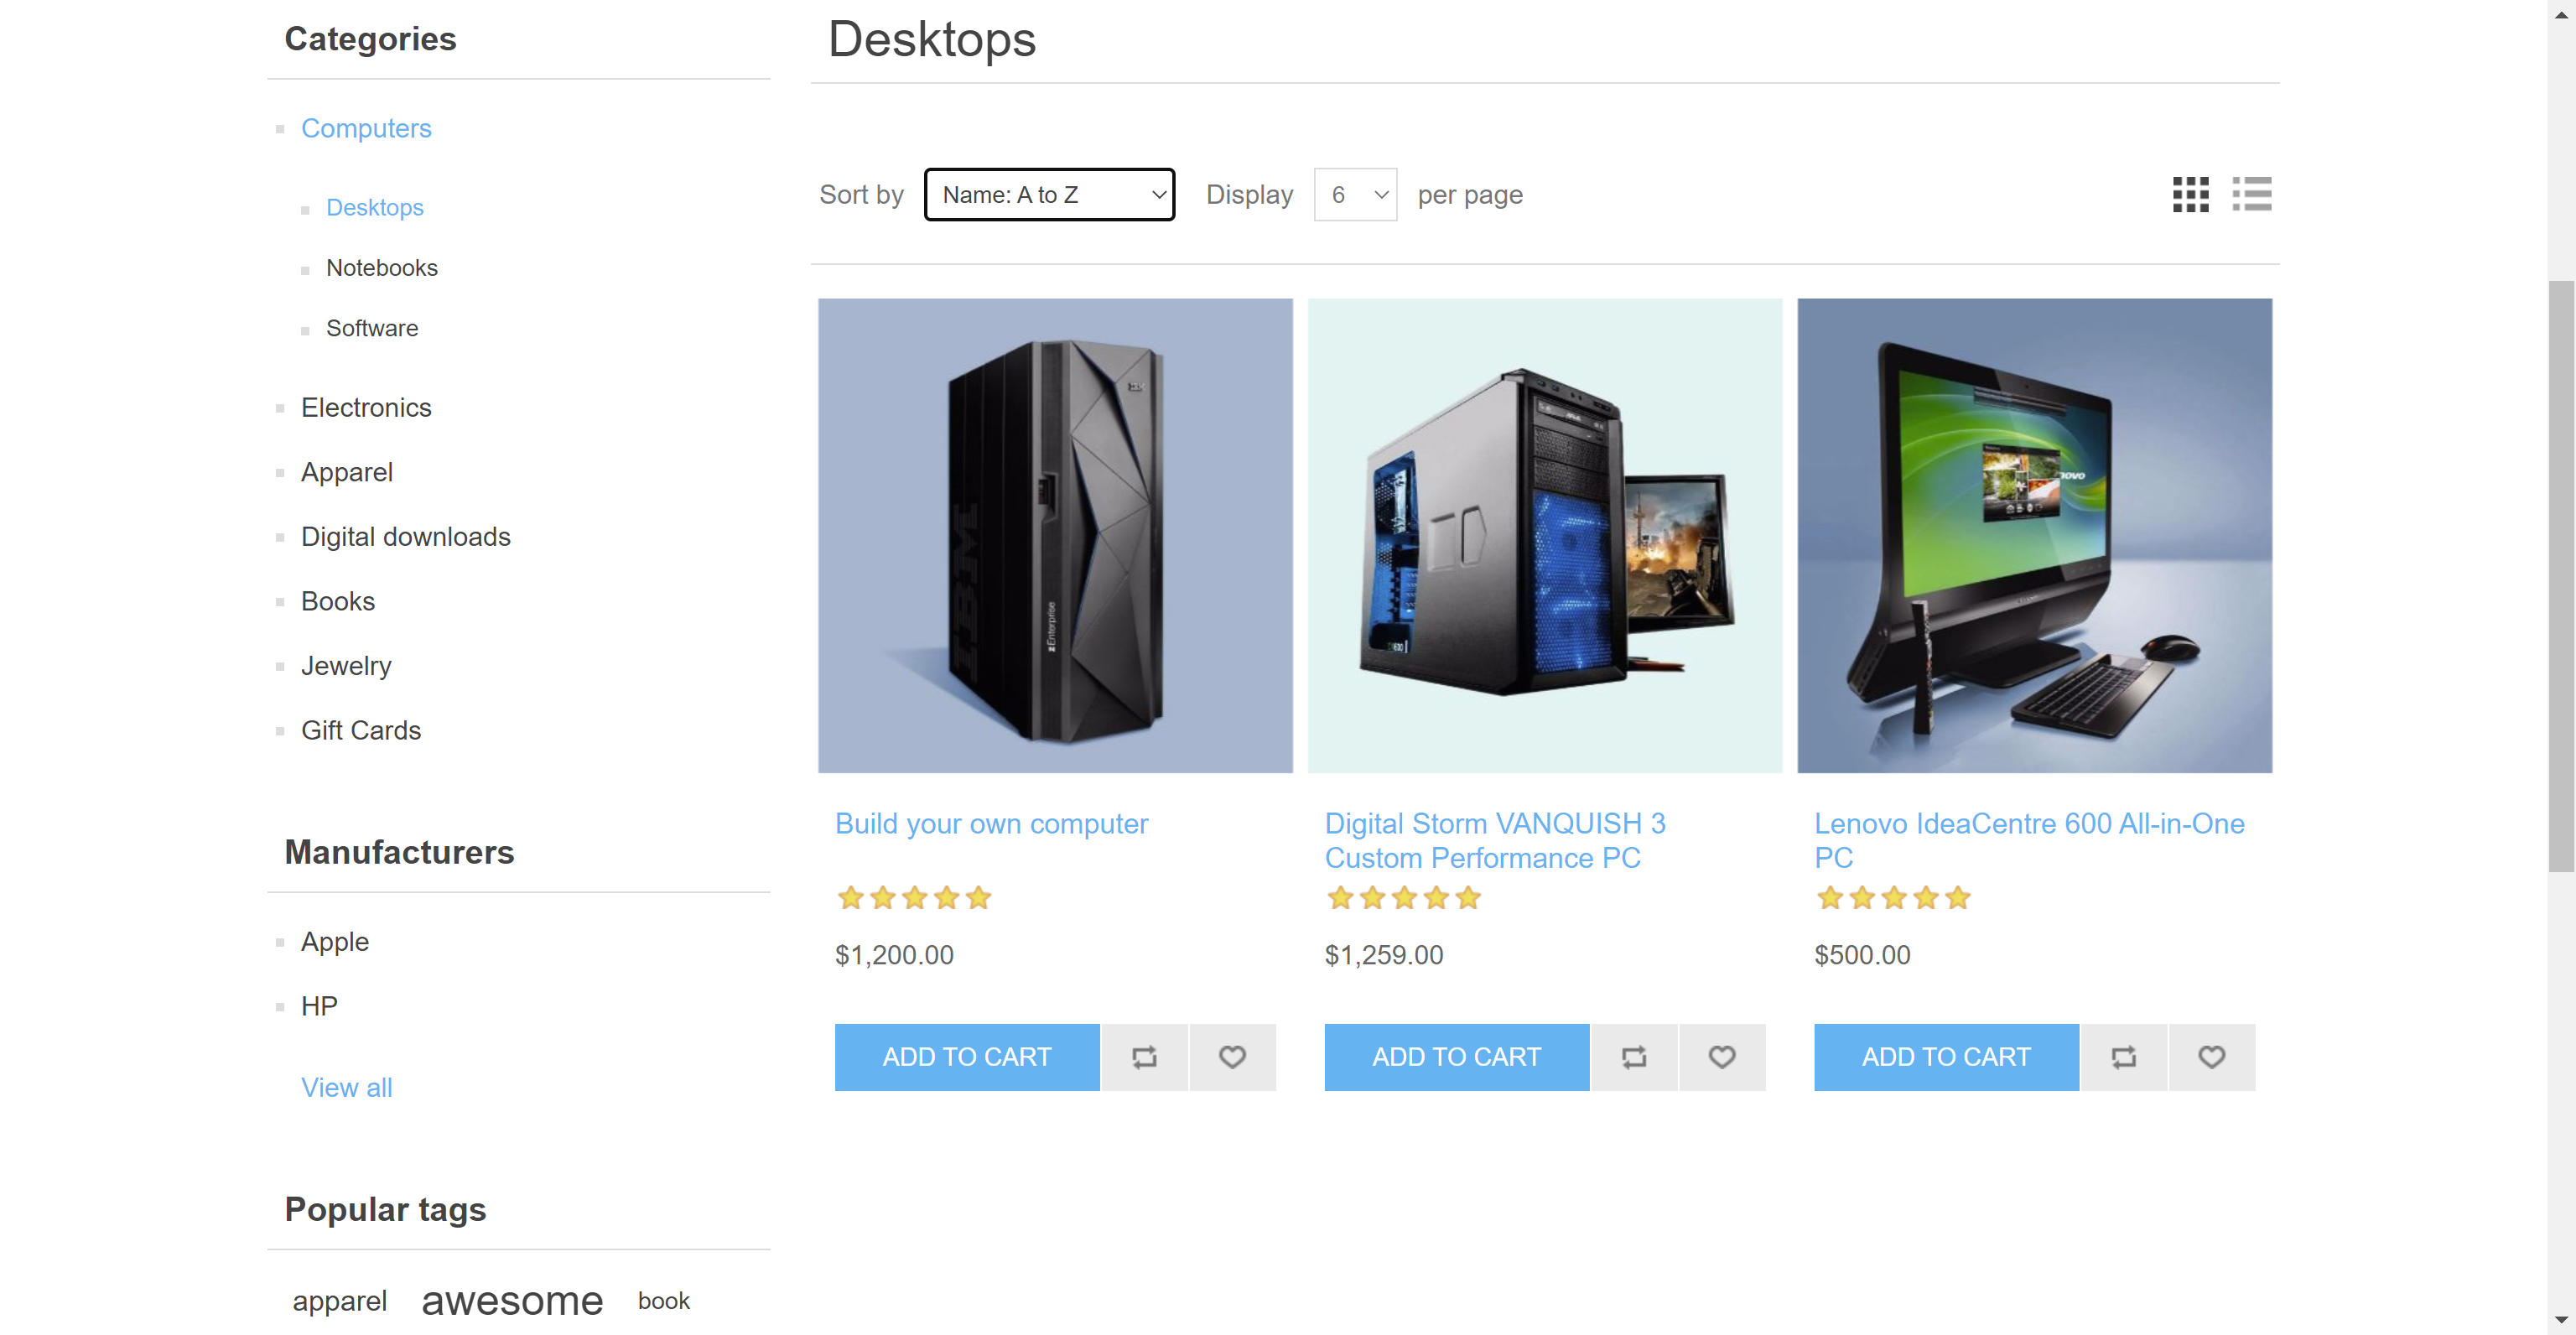 Categories
Computers
Desktops
Notebooks
Software
Electronics
Apparel
Digital downloads
Books
Jewelry
Gift Cards
Manufacturers
Apple
HP
View all
Popular tags
apparel awesome book
Desktops
Sort by Name: A to Z Display 6 per page
IBM
IBM
zEnterprise
Build your own computer
$1,200.00
ADD TO CART
Digital Storm VANQUISH 3
Custom Performance PC
$1,259.00
ADD TO CART
Lenovo IdeaCentre 600 All-in-One
PC
$500.00
ADD TO CART